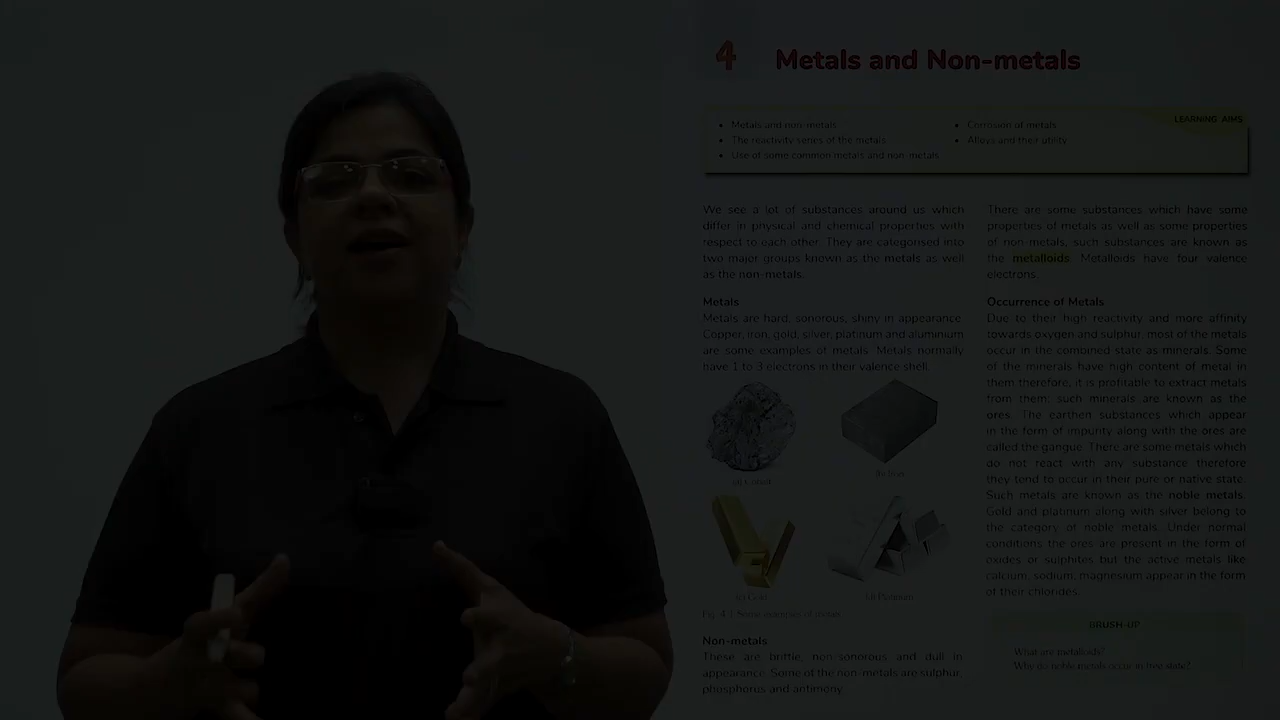 4 Metals and Non-metals
LEARNING AIMS
• Metals and non-metals
• The reactivity series of the metals
• Use of some common metals and non-metals
• Corrosion of metals
• Alloys and their utility
We see a lot of substances around us which
differ in physical and chemical properties with
respect to each other. They are categorised into
two major groups known as the metals as well
as the non-metals.
Metals
Metals are hard, sonorous, shiny in appearance.
Copper, iron, gold, silver, platinum and aluminium
are some examples of metals. Metals normally
have 1 to 3 electrons in their valence shell.
(a) Cobalt
(b) Iron
(c) Gold
(d) Platinum
Fig. 4.1 Some examples of
Non-metals
These are brittle, non-sonorous and dull in
appearance. Some of the non-metals are sulphur,
phosphorus and antimony.
There are some substances which have some
properties of metals as well as some properties
of non-metals, such substances are known as
the metalloids. Metalloids have four valence
electrons.
Occurrence of Metals
Due to their high reactivity and more affinity
towards oxygen and sulphur most of the metals
occur in the combined state as minerals. Some
of the minerals have high content of metal in
them therefore, it is profitable to extract metals
from them; such minerals are known as the
ores. The earthen substances which appear
in the form of impurity along with the ores are
called the gangue. There are some metals which
do not react with any substance therefore
they tend to occur in their pure or native state.
Such metals are known as the noble metals.
Gold and platinum along with silver belong to
the category of noble metals. Under normal
conditions the ores are present in the form of
oxides or sulphites but the active metals like
calcium, sodium, magnesium appear in the form
of their chlorides.
BRUSH-UP
What are metalloids?
Why do noble metals occur in free state?